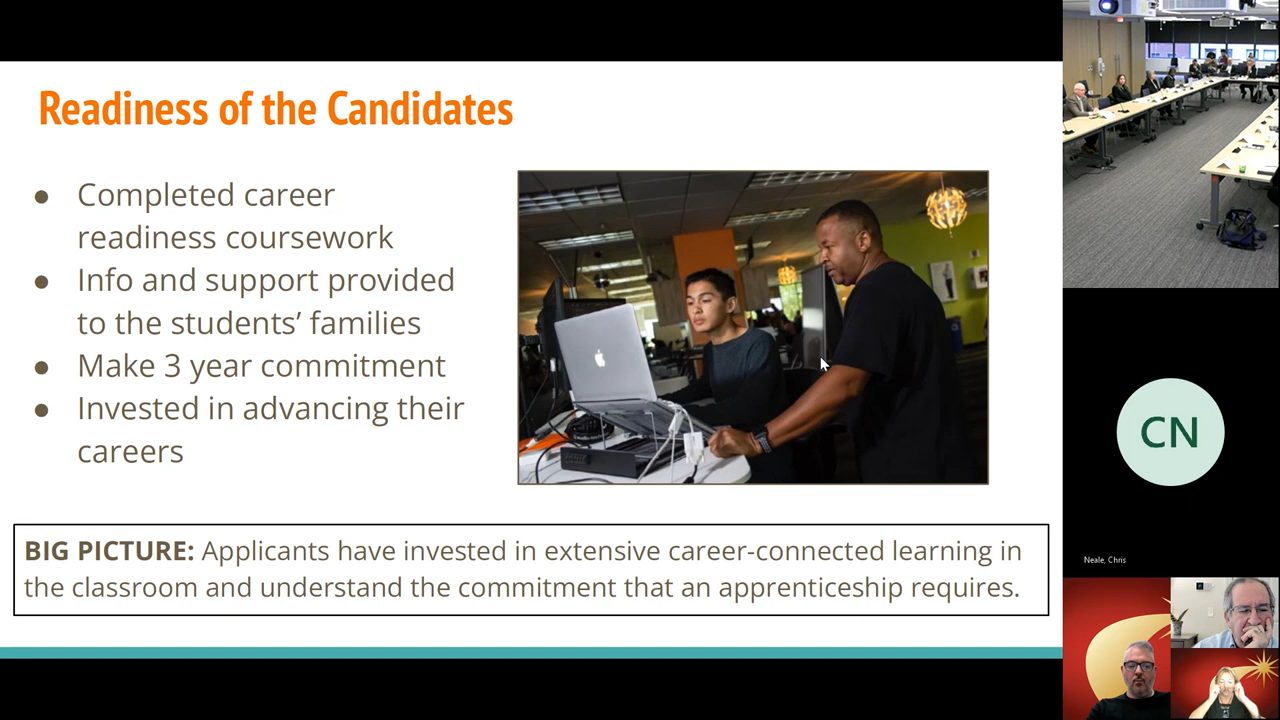 Readiness of the Candidates
● Completed career
readiness coursework
● Info and support provided
to the students’ families
● Make 3 year commitment
● Invested in advancing their
careers
BIG PICTURE: Applicants have invested in extensive career-connected learning in
the classroom and understand the commitment that an apprenticeship requires.
CN
Neale, Chris